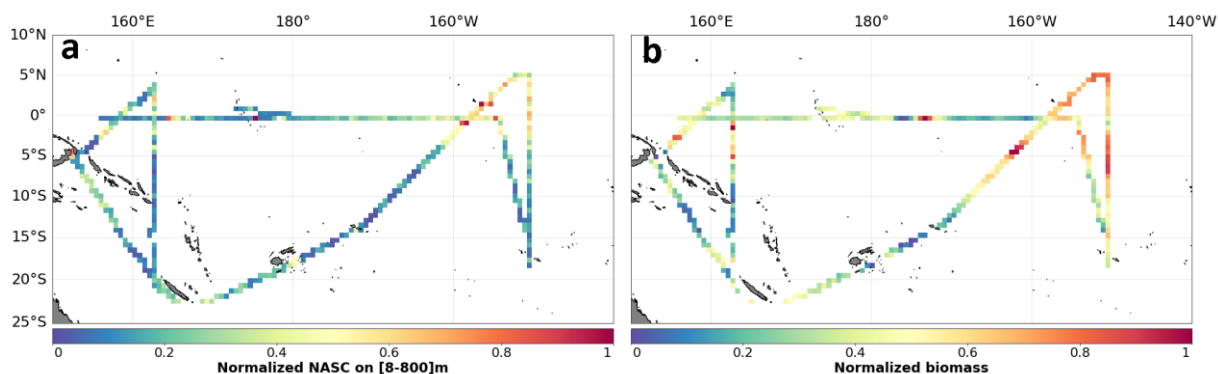 160°E 180° 160°W 160°E 180° 160°W 140°W
10°N a b
5°N
0°
5°S
10°S
15°S
20°S
25°S
0 0.2 0.4 0.6 0.8 1 0 0.2 0.4 0.6 0.8 1
Normalized NASC on [8-800]m Normalized biomass